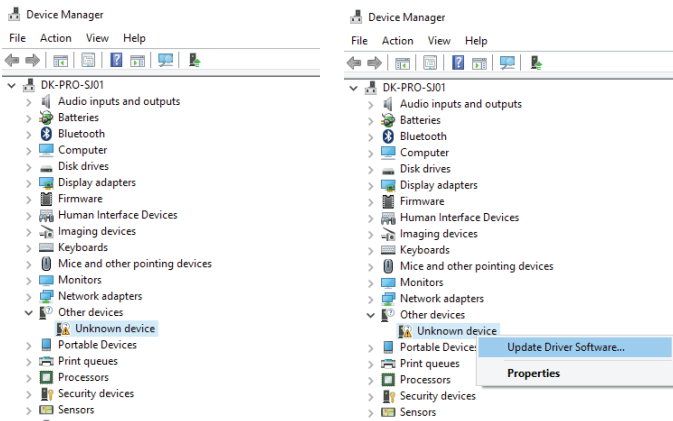 Device Manager
File Action View Help
DK-PRO-SJ01
Audio inputs and outputs
Batteries
Bluetooth
Computer
Disk drives
Display adapters
Firmware
Human Interface Devices
Imaging devices
Keyboards
Mice and other pointing devices
Monitors
Network adapters
Other devices
Unknown device
Portable Devices
Print queues
Processors
Security devices
Sensors
Device Manager
File Action View Help
DK-PRO-SJ01
Audio inputs and outputs
Batteries
Bluetooth
Computer
Disk drives
Display adapters
Firmware
Human Interface Devices
Imaging devices
Keyboards
Mice and other pointing devices
Monitors
Network adapters
Other devices
Unknown device
Portable Devices
Update Driver Software...
Print queues
Properties
Processors
Security devices
Sensors